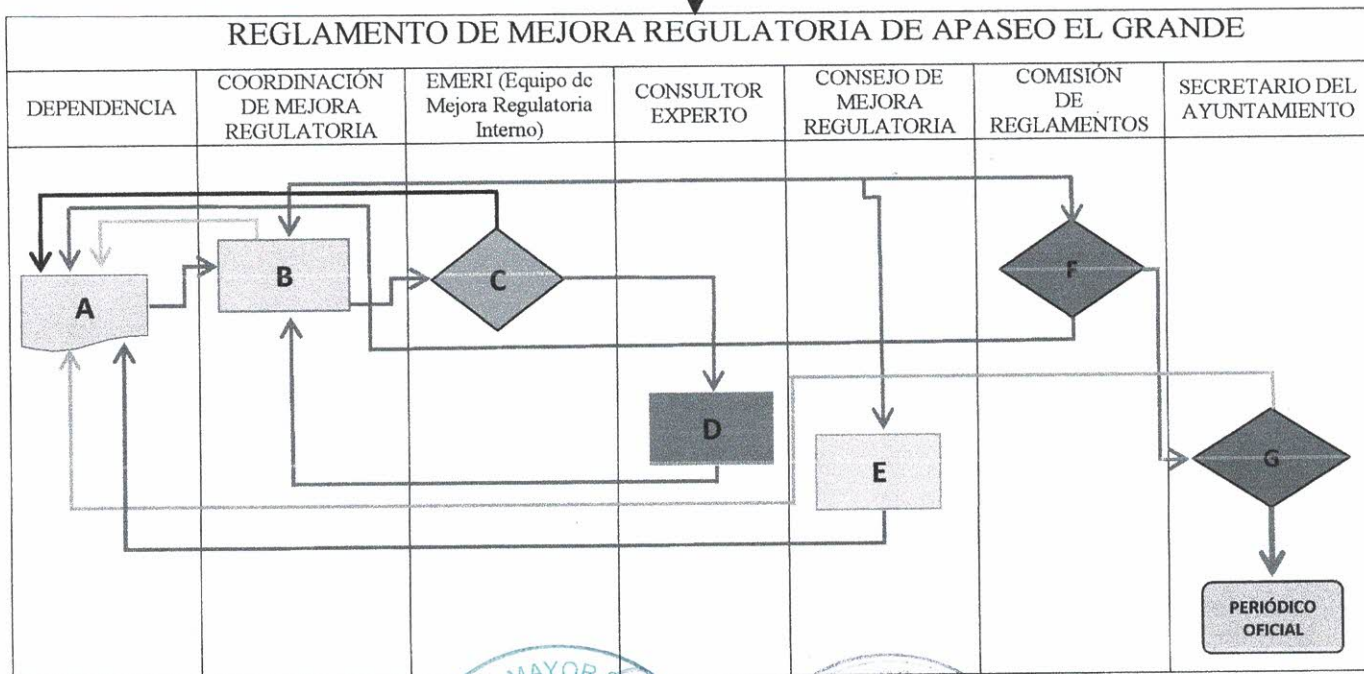 REGLAMENTO DE MEJORA REGULATORIA DE APASEO EL GRANDE
DEPENDENCIA
COORDINACIÓN
DE MEJORA
REGULATORIA
EMERI (Equipo de
Mejora Regulatoria
Interno)
CONSULTOR
EXPERTO
CONSEJO DE
MEJORA
REGULATORIA
COMISIÓN
DE
REGLAMENTOS
SECRETARIO DEL
AYUNTAMIENTO
A
B
C
D
E
F
G
PERIÓDICO
OFICIAL
MAYOR